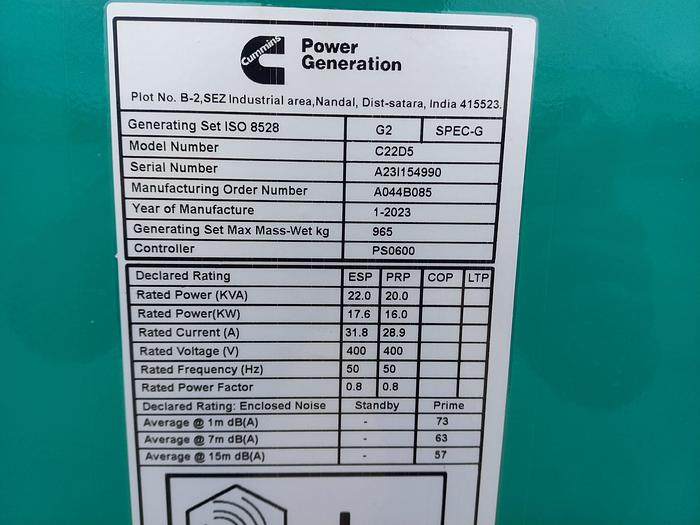 Cummins
Power
Generation
Plot No. B-2,SEZ Industrial area,Nandal, Dist-satara, India 415523.
Generating Set ISO 8528 G2 SPEC-G
Model Number C22D5
Serial Number A23I154990
Manufacturing Order Number A044B085
Year of Manufacture 1-2023
Generating Set Max Mass-Wet kg 965
Controller PS0600
Declared Rating ESP PRP COP LTP
Rated Power (KVA) 22.0 20.0
Rated Power(KW) 17.6 16.0
Rated Current (A) 31.8 28.9
Rated Voltage (V) 400 400
Rated Frequency (Hz) 50 50
Rated Power Factor 0.8 0.8
Declared Rating: Enclosed Noise Standby Prime
Average @ 1m dB(A) - 73
Average @ 7m dB(A) - 63
Average @ 15m dB(A) - 57